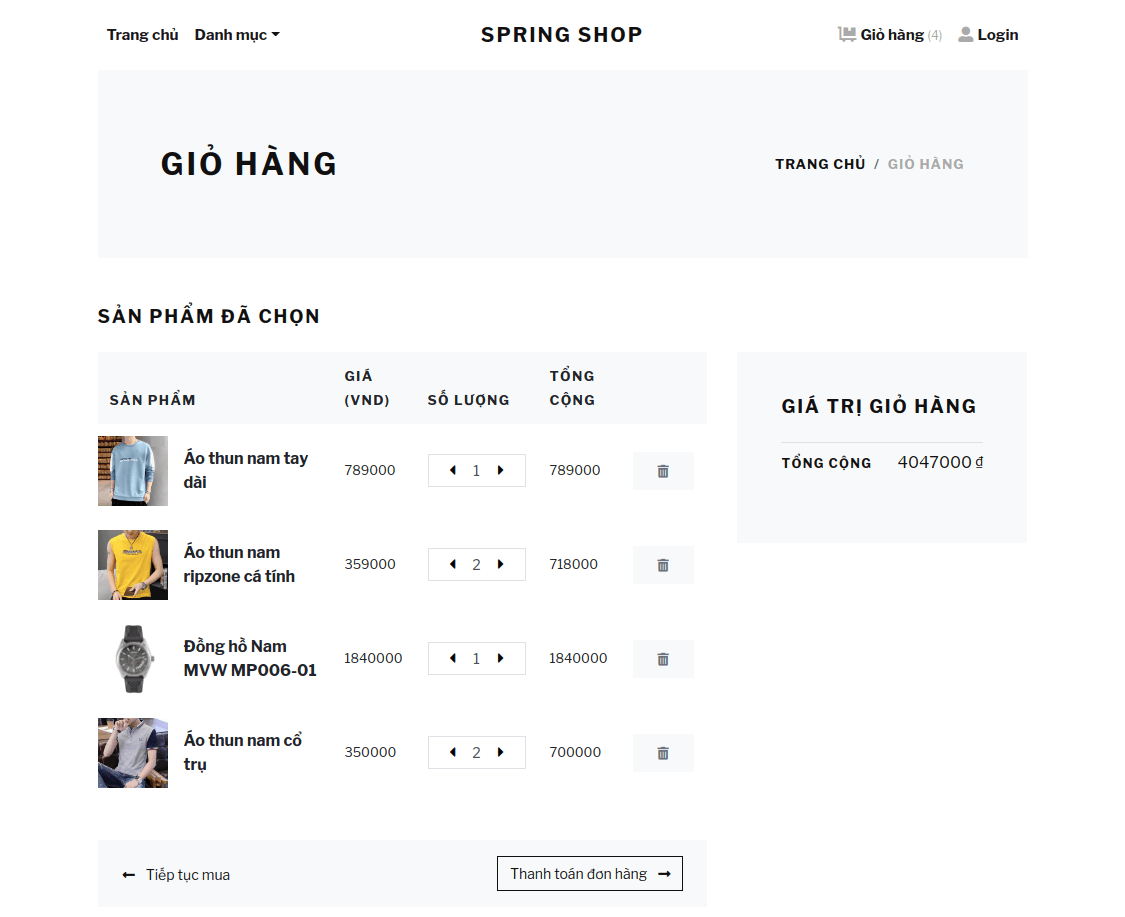 Trang chủ Danh mục SPRING SHOP Giỏ hàng (4) Login
GIỎ HÀNG
TRANG CHỦ / GIỎ HÀNG
SẢN PHẨM ĐÃ CHỌN
SẢN PHẨM GIÁ (VND) SỐ LƯỢNG TỔNG CỘNG
Áo thun nam tay
dài
789000 1 789000
Áo thun nam
ripzone cá tính
359000 2 718000
Đồng hồ Nam
MVW MP006-01
1840000 1 1840000
Áo thun nam cổ
trụ
350000 2 700000
Tiếp tục mua Thanh toán đơn hàng
GIÁ TRỊ GIỎ HÀNG
TỔNG CỘNG 4047000 ₫